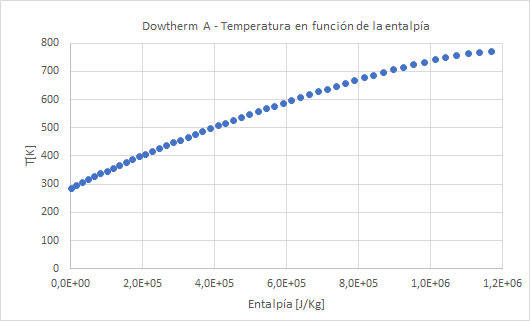 Dowtherm A - Temperatura en función de la entalpía
800
700
600
500
400
300
200
100
0
T[K]
0,0E+00 2,0E+05 4,0E+05 6,0E+05 8,0E+05 1,0E+06 1,2E+06
Entalpía [J/Kg]